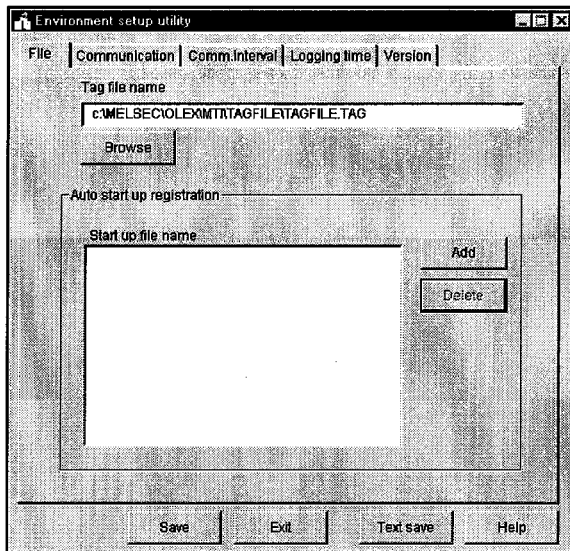 Environment setup utility
File Communication Comm.Interval Logging time Version
Tag file name
c:\MELSEC\OLEX\MTI\TAGFILE\TAGFILE.TAG
Browse
Auto start up registration
Start up file name
Add
Delete
Save Exit Text save Help